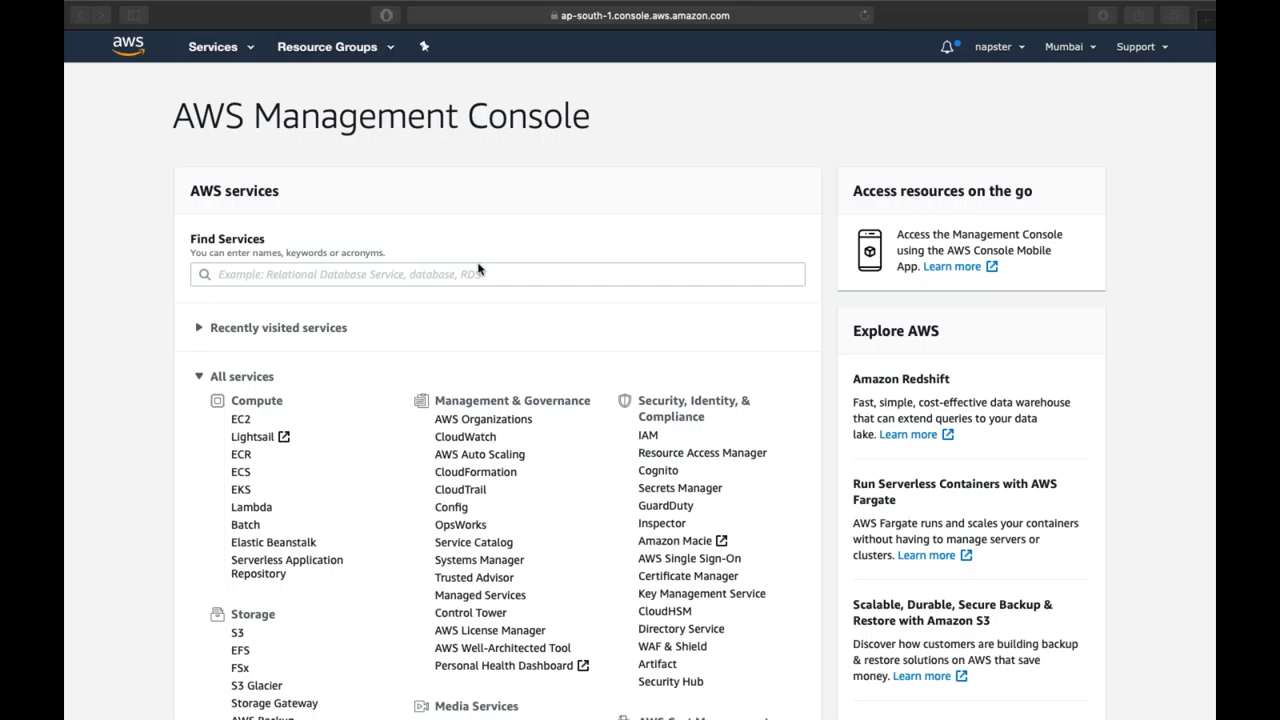 ap-south-1.console.aws.amazon.com
aws
Services
Resource Groups
napster
Mumbai
Support
AWS Management Console
AWS services
Find Services
You can enter names, keywords or acronyms.
Example: Relational Database Service, database, RDS
Recently visited services
All services
Compute
EC2
Lightsail
ECR
ECS
EKS
Lambda
Batch
Elastic Beanstalk
Serverless Application
Repository
Storage
S3
EFS
FSx
S3 Glacier
Storage Gateway
AWS Backup
Management & Governance
AWS Organizations
CloudWatch
AWS Auto Scaling
CloudFormation
CloudTrail
Config
OpsWorks
Service Catalog
Systems Manager
Trusted Advisor
Managed Services
Control Tower
AWS License Manager
AWS Well-Architected Tool
Personal Health Dashboard
Media Services
Security, Identity, &
Compliance
IAM
Resource Access Manager
Cognito
Secrets Manager
GuardDuty
Inspector
Amazon Macie
AWS Single Sign-On
Certificate Manager
Key Management Service
CloudHSM
Directory Service
WAF & Shield
Artifact
Security Hub
Access resources on the go
Access the Management Console
using the AWS Console Mobile
App. Learn more
Explore AWS
Amazon Redshift
Fast, simple, cost-effective data warehouse
that can extend queries to your data
lake. Learn more
Run Serverless Containers with AWS
Fargate
AWS Fargate runs and scales your containers
without having to manage servers or
clusters. Learn more
Scalable, Durable, Secure Backup &
Restore with Amazon S3
Discover how customers are building backup
& restore solutions on AWS that save
money. Learn more